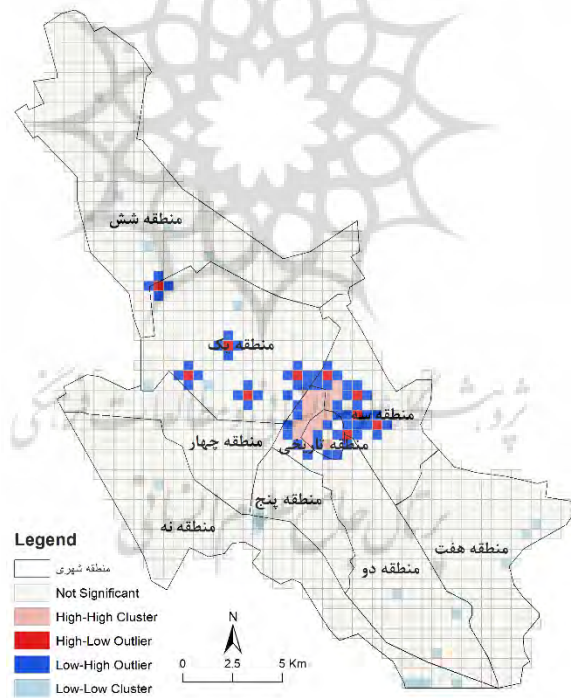 منطقه شش
منطقه یک
منطقه سه
منطقه تاریخی
منطقه چهار
منطقه پنج
منطقه نه
منطقه دو
منطقه هفت
Legend
منطقه شهری
Not Significant
High-High Cluster
High-Low Outlier
Low-High Outlier
Low-Low Cluster
N
0 2.5 5 Km